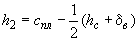 h₂ = cпл − 1/2 (hc + δв)